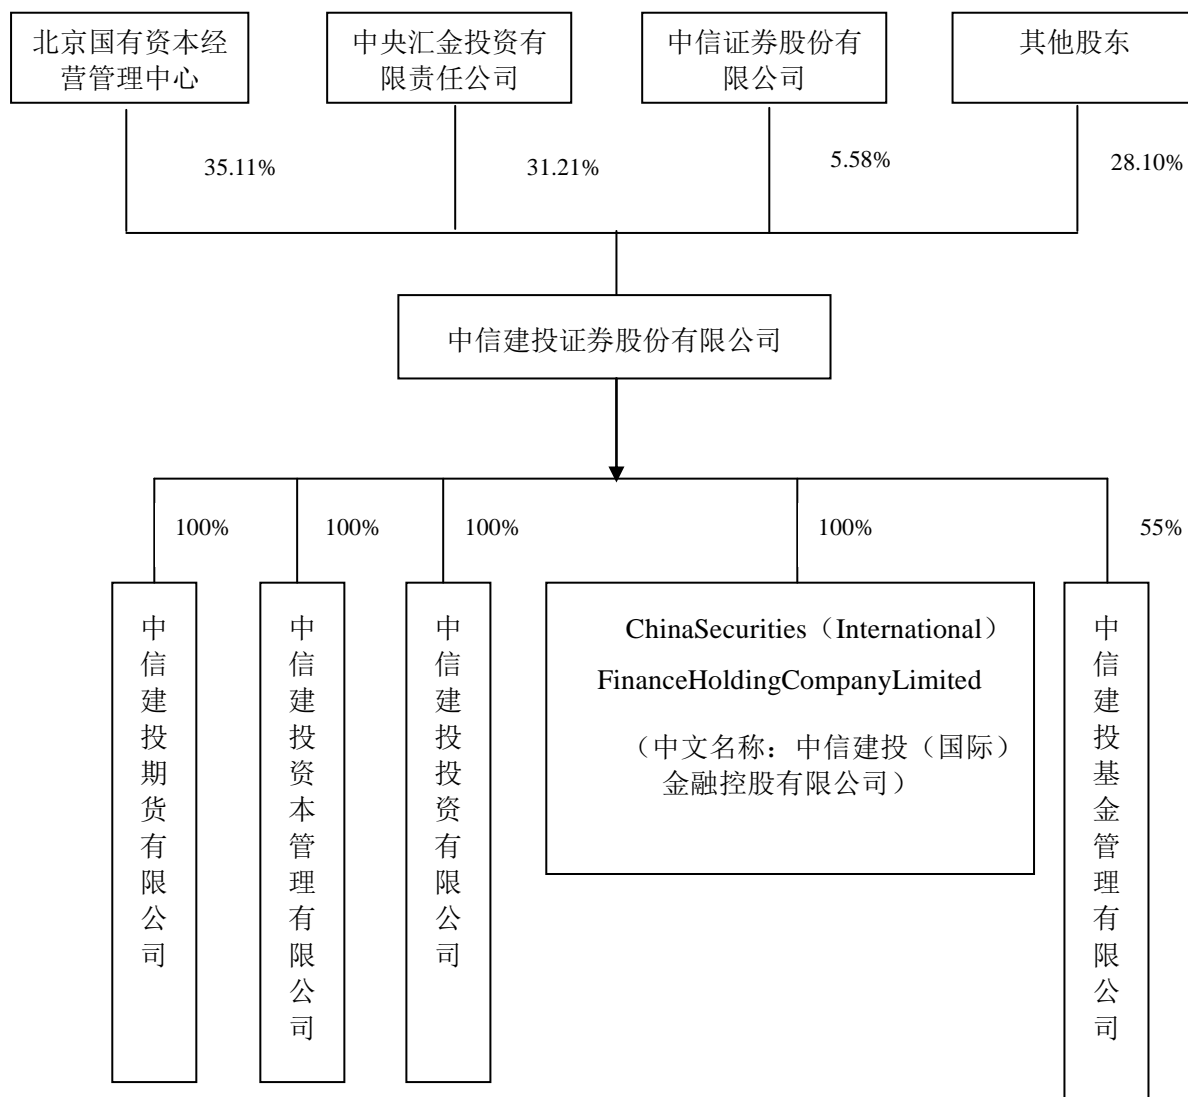 北京国有资本经
营管理中心
中央汇金投资有
限责任公司
中信证券股份有
限公司
其他股东
35.11%
31.21%
5.58%
28.10%
中信建投证券股份有限公司
100%
100%
100%
100%
55%
中信建投期货有限公司
中信建投资本管理有限公司
中信建投投资有限公司
ChinaSecurities（International）
FinanceHoldingCompanyLimited
（中文名称：中信建投（国际）
金融控股有限公司）
中信建投基金管理有限公司